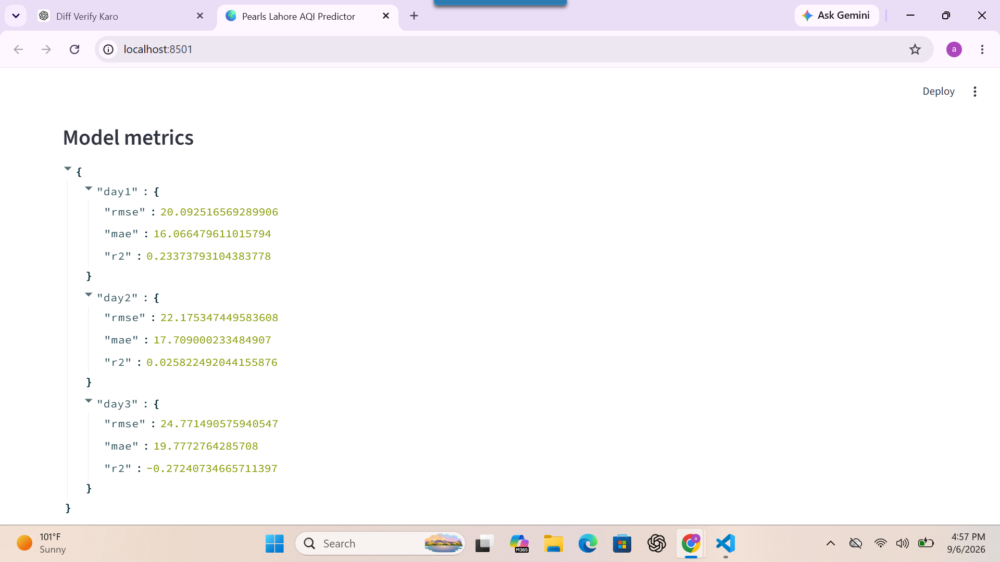 Diff Verify Karo
Pearls Lahore AQI Predictor
Ask Gemini
localhost:8501
a
Deploy
Model metrics
{
"day1" : {
"rmse" : 20.092516569289906
"mae" : 16.066479611015794
"r2" : 0.23373793104383778
}
"day2" : {
"rmse" : 22.175347449583608
"mae" : 17.709000233484907
"r2" : 0.025822492044155876
}
"day3" : {
"rmse" : 24.771490575940547
"mae" : 19.7772764285708
"r2" : -0.27240734665711397
}
}
101°F
Sunny
Search
M365
a
4:57 PM
9/6/2026